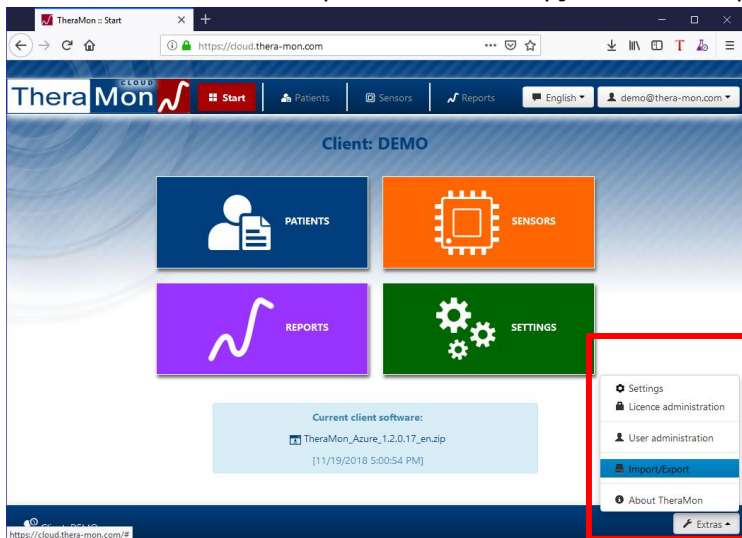 TheraMon :: Start
https://cloud.thera-mon.com
CLOUD
Thera Mon
Start
Patients
Sensors
Reports
English
demo@thera-mon.com
Client: DEMO
PATIENTS
SENSORS
REPORTS
SETTINGS
Current client software:
TheraMon_Azure_1.2.0.17_en.zip
[11/19/2018 5:00:54 PM]
Settings
Licence administration
User administration
Import/Export
About TheraMon
Extras
https://cloud.thera-mon.com/#